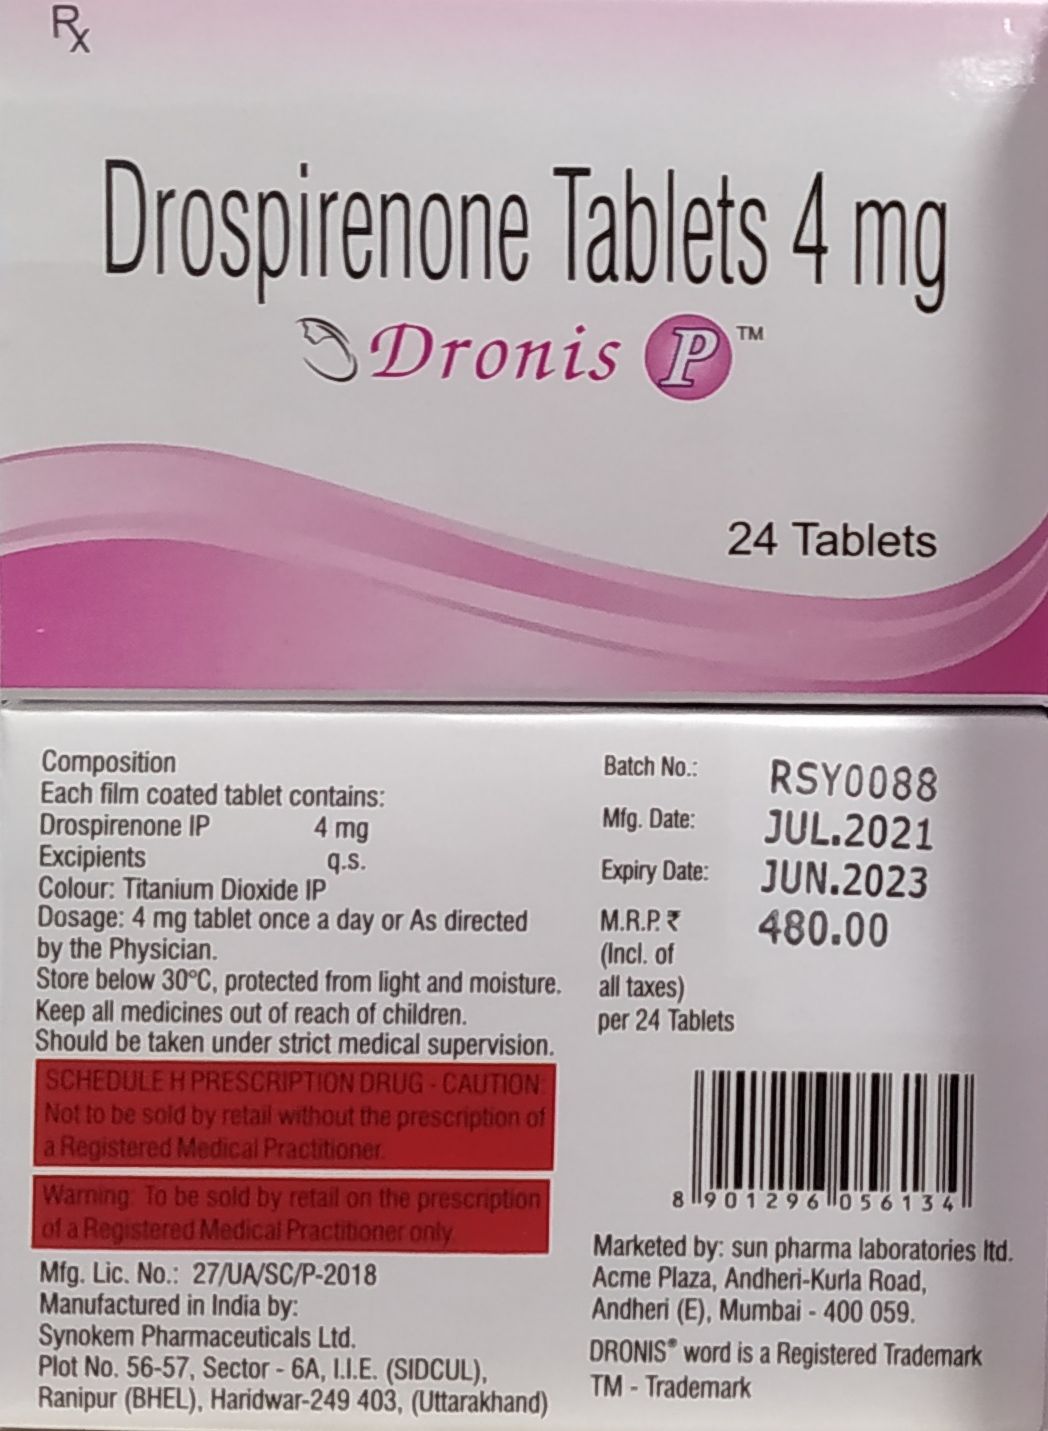 Rx
Drospirenone Tablets 4 mg
Dronis P™
24 Tablets
Composition
Each film coated tablet contains:
Drospirenone IP 4 mg
Excipients q.s.
Colour: Titanium Dioxide IP
Dosage: 4 mg tablet once a day or As directed
by the Physician.
Store below 30°C, protected from light and moisture.
Keep all medicines out of reach of children.
Should be taken under strict medical supervision.
SCHEDULE H PRESCRIPTION DRUG - CAUTION
Not to be sold by retail without the prescription of
a Registered Medical Practitioner.
Warning: To be sold by retail on the prescription
of a Registered Medical Practitioner only.
Mfg. Lic. No.: 27/UA/SC/P-2018
Manufactured in India by:
Synokem Pharmaceuticals Ltd.
Plot No. 56-57, Sector - 6A, I.I.E. (SIDCUL),
Ranipur (BHEL), Haridwar-249 403, (Uttarakhand)
Batch No.: RSY0088
Mfg. Date: JUL.2021
Expiry Date: JUN.2023
M.R.P. ₹ 480.00
(Incl. of
all taxes)
per 24 Tablets
8 901296 056134
Marketed by: sun pharma laboratories ltd.
Acme Plaza, Andheri-Kurla Road,
Andheri (E), Mumbai - 400 059.
DRONIS® word is a Registered Trademark
TM - Trademark